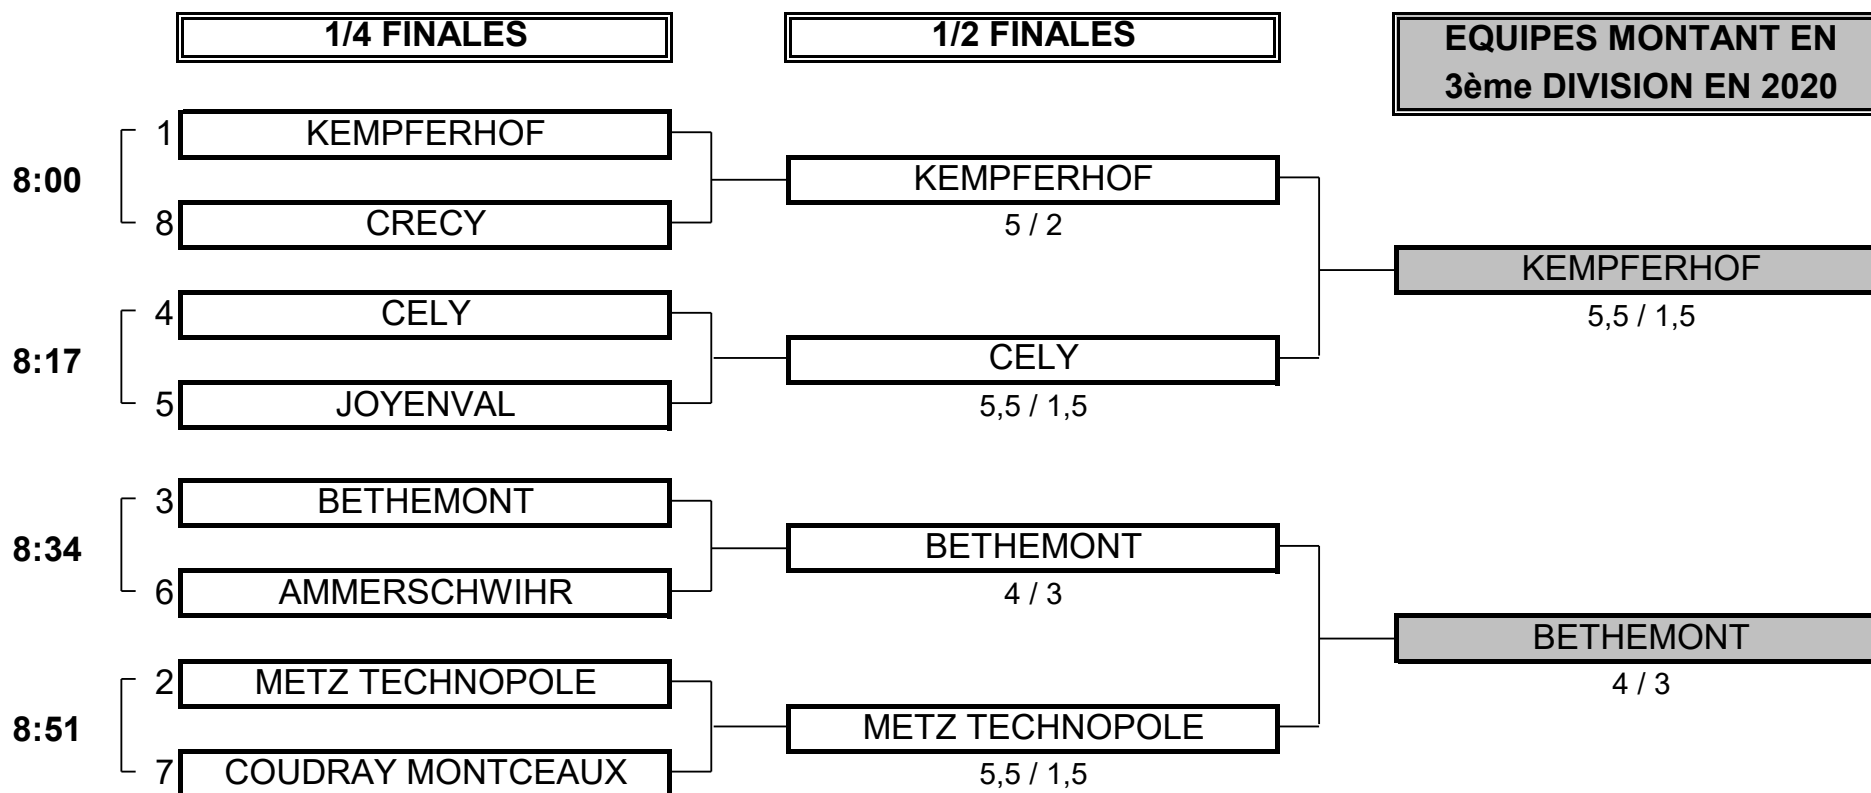 1/4 FINALES
1/2 FINALES
EQUIPES MONTANT EN
3ème DIVISION EN 2020
8:00
1 KEMPFERHOF
8 CRECY
KEMPFERHOF
5 / 2
KEMPFERHOF
5,5 / 1,5
8:17
4 CELY
5 JOYENVAL
CELY
5,5 / 1,5
8:34
3 BETHEMONT
6 AMMERSCHWIHR
BETHEMONT
4 / 3
BETHEMONT
4 / 3
8:51
2 METZ TECHNOPOLE
7 COUDRAY MONTCEAUX
METZ TECHNOPOLE
5,5 / 1,5